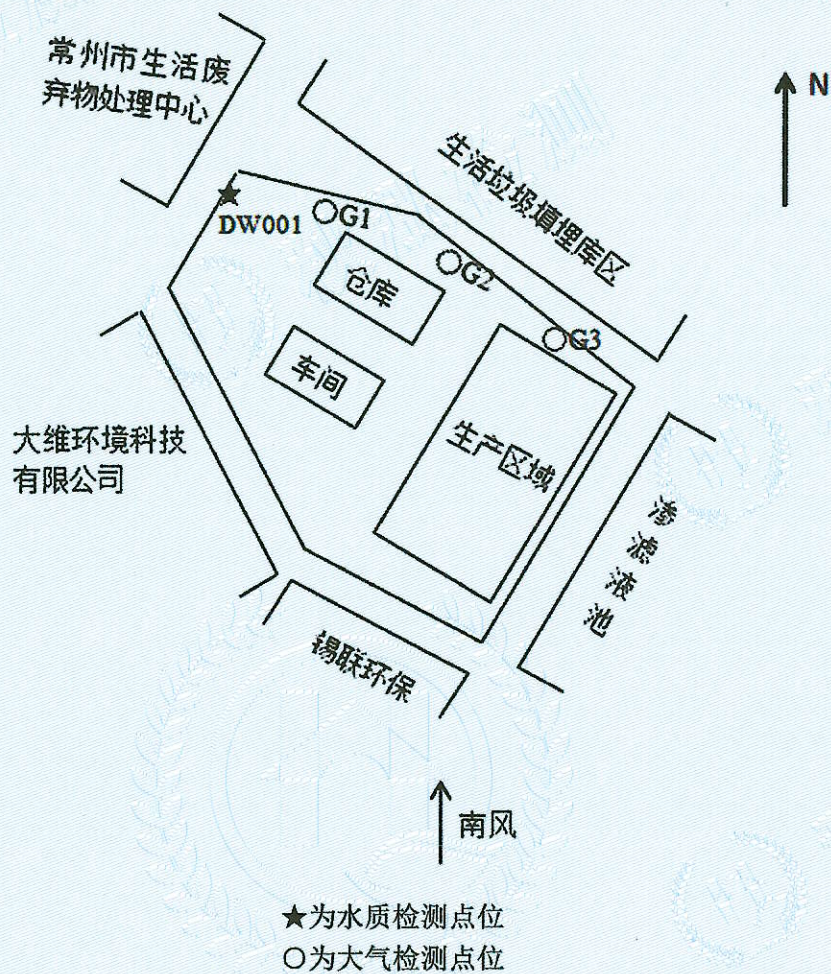 常州市生活废
弃物处理中心
N
生活垃圾填埋库区
DW001
G1
G2
仓库
G3
车间
大维环境科技
有限公司
生产区域
渗滤液池
锡联环保
南风
★为水质检测点位
○为大气检测点位